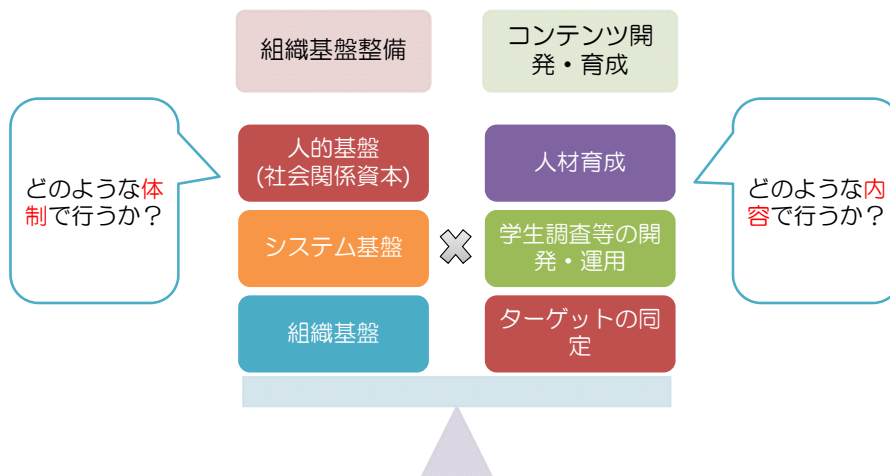 組織基盤整備
コンテンツ開
発・育成
どのような体
制で行うか？
人的基盤
(社会関係資本)
システム基盤
組織基盤
人材育成
学生調査等の開
発・運用
ターゲットの同
定
どのような内
容で行うか？